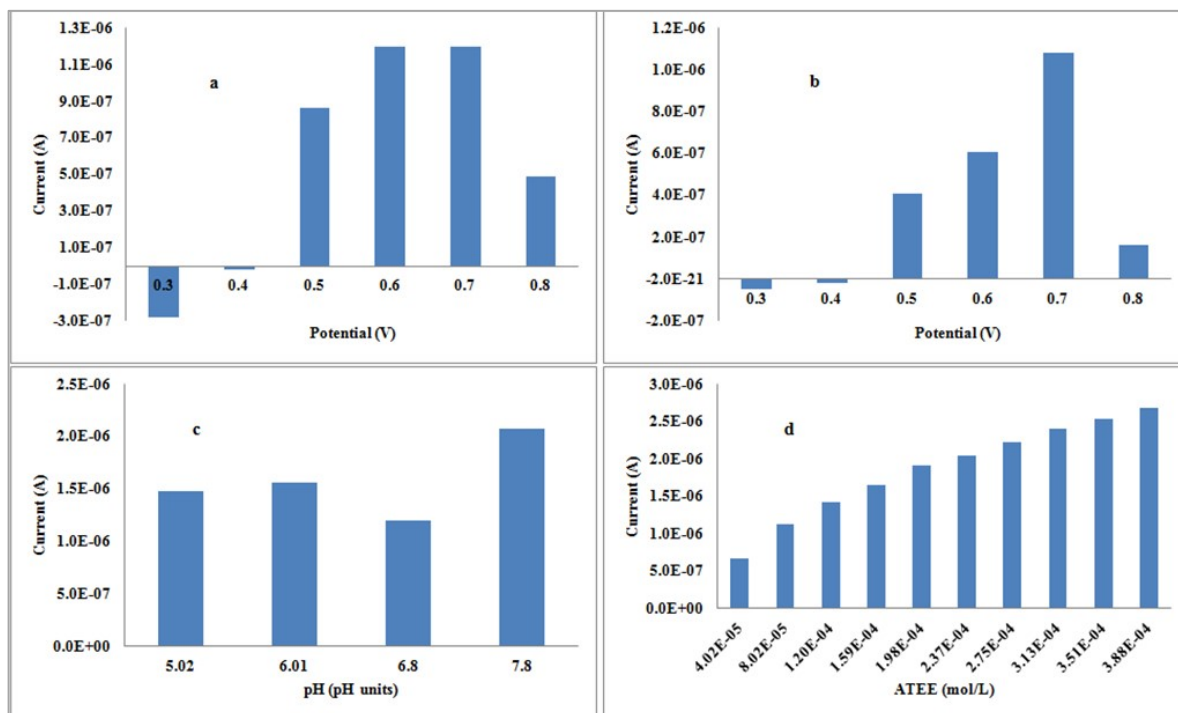 1.3E-06
1.1E-06
9.0E-07
7.0E-07
5.0E-07
3.0E-07
1.0E-07
-1.0E-07
-3.0E-07
Current (A)
a
0.3 0.4 0.5 0.6 0.7 0.8
Potential (V)
1.2E-06
1.0E-06
8.0E-07
6.0E-07
4.0E-07
2.0E-07
-2.0E-21
-2.0E-07
Current (A)
b
0.3 0.4 0.5 0.6 0.7 0.8
Potential (V)
2.5E-06
2.0E-06
1.5E-06
1.0E-06
5.0E-07
0.0E+00
Current (A)
c
5.02 6.01 6.8 7.8
pH (pH units)
3.0E-06
2.5E-06
2.0E-06
1.5E-06
1.0E-06
5.0E-07
0.0E+00
Current (A)
d
4.02E-05 8.02E-05 1.20E-04 1.59E-04 1.98E-04 2.37E-04 2.75E-04 3.13E-04 3.51E-04 3.88E-04
ATEE (mol/L)